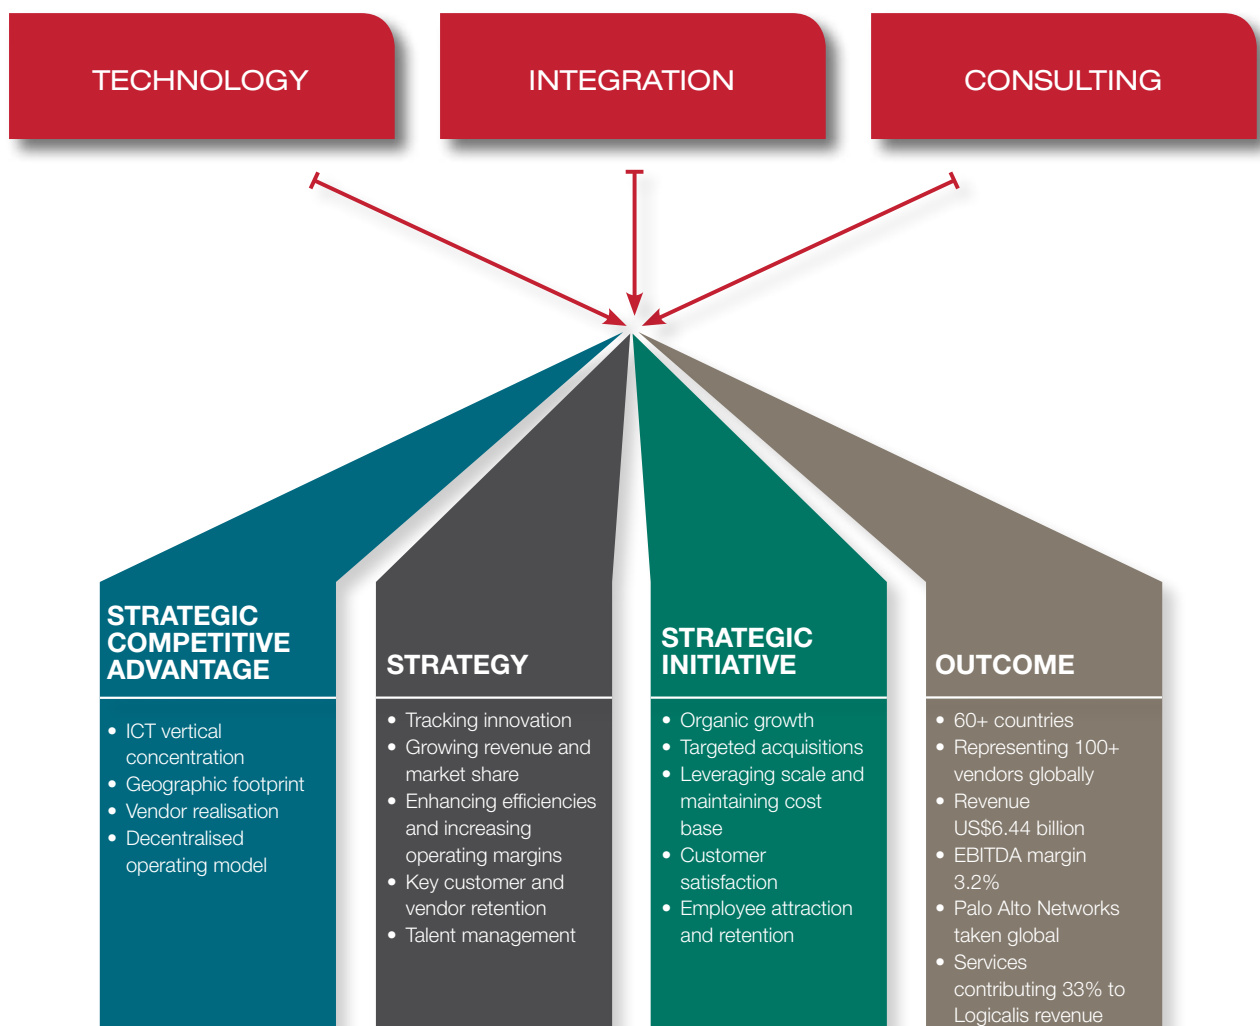 TECHNOLOGY
INTEGRATION
CONSULTING
STRATEGIC
COMPETITIVE
ADVANTAGE
• ICT vertical
concentration
• Geographic footprint
• Vendor realisation
• Decentralised
operating model
STRATEGY
• Tracking innovation
• Growing revenue and
market share
• Enhancing efficiencies
and increasing
operating margins
• Key customer and
vendor retention
• Talent management
STRATEGIC
INITIATIVE
• Organic growth
• Targeted acquisitions
• Leveraging scale and
maintaining cost
base
• Customer
satisfaction
• Employee attraction
and retention
OUTCOME
• 60+ countries
• Representing 100+
vendors globally
• Revenue
US$6.44 billion
• EBITDA margin
3.2%
• Palo Alto Networks
taken global
• Services
contributing 33% to
Logicalis revenue